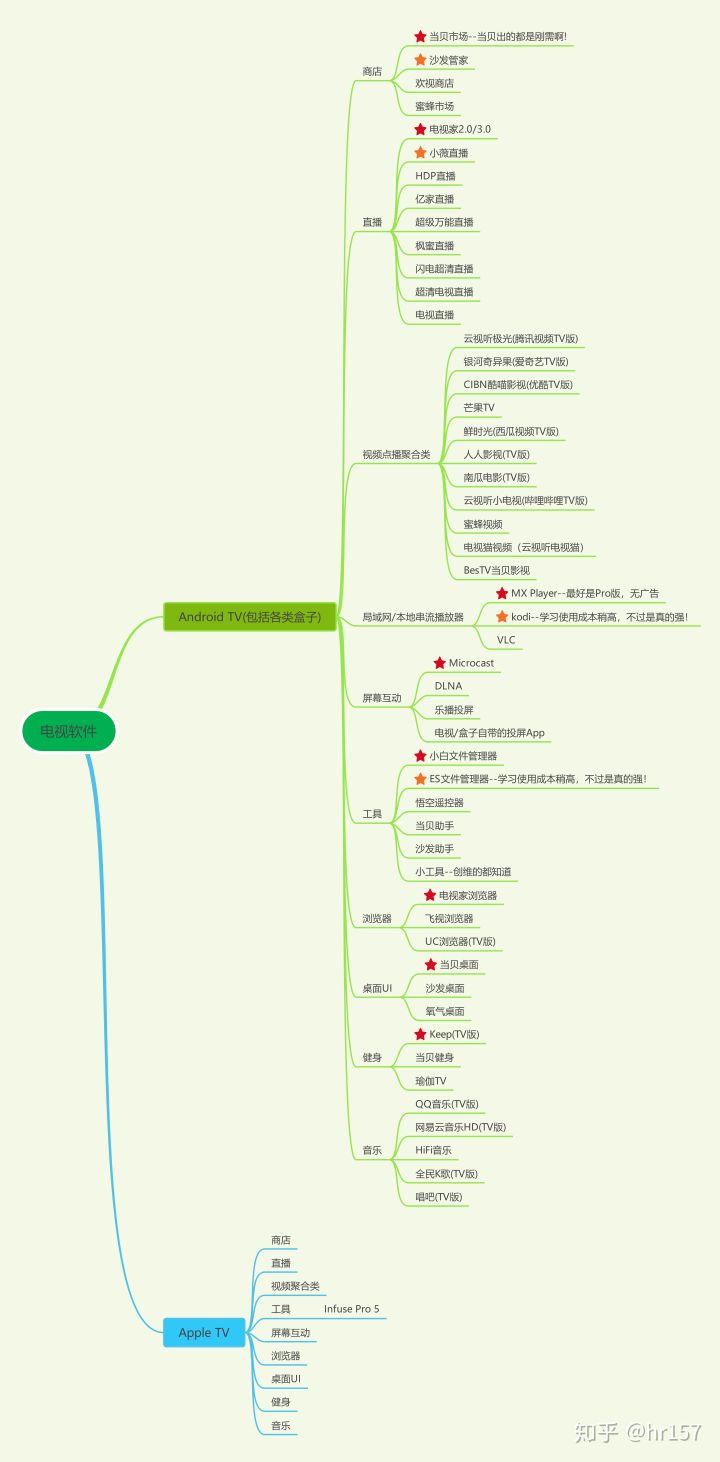 电视软件
Android TV(包括各类盒子)
商店
当贝市场--当贝出的都是刚需啊!
沙发管家
欢视商店
蜜蜂市场
直播
电视家2.0/3.0
小薇直播
HDP直播
亿家直播
超级万能直播
枫蜜直播
闪电超清直播
超清电视直播
电视直播
视频点播聚合类
云视听极光(腾讯视频TV版)
银河奇异果(爱奇艺TV版)
CIBN酷喵影视(优酷TV版)
芒果TV
鲜时光(西瓜视频TV版)
人人影视(TV版)
南瓜电影(TV版)
云视听小电视(哔哩哔哩TV版)
蜜蜂视频
电视猫视频（云视听电视猫）
BesTV当贝影视
局域网/本地串流播放器
MX Player--最好是Pro版，无广告
kodi--学习使用成本稍高，不过是真的强!
VLC
屏幕互动
Microcast
DLNA
乐播投屏
电视/盒子自带的投屏App
工具
小白文件管理器
ES文件管理器--学习使用成本稍高，不过是真的强!
悟空遥控器
当贝助手
沙发助手
小工具--创维的都知道
浏览器
电视家浏览器
飞视浏览器
UC浏览器(TV版)
桌面UI
当贝桌面
沙发桌面
氧气桌面
健身
Keep(TV版)
当贝健身
瑜伽TV
音乐
QQ音乐(TV版)
网易云音乐HD(TV版)
HiFi音乐
全民K歌(TV版)
唱吧(TV版)
Apple TV
商店
直播
视频聚合类
工具 Infuse Pro 5
屏幕互动
浏览器
桌面UI
健身
音乐
知乎 @hr157